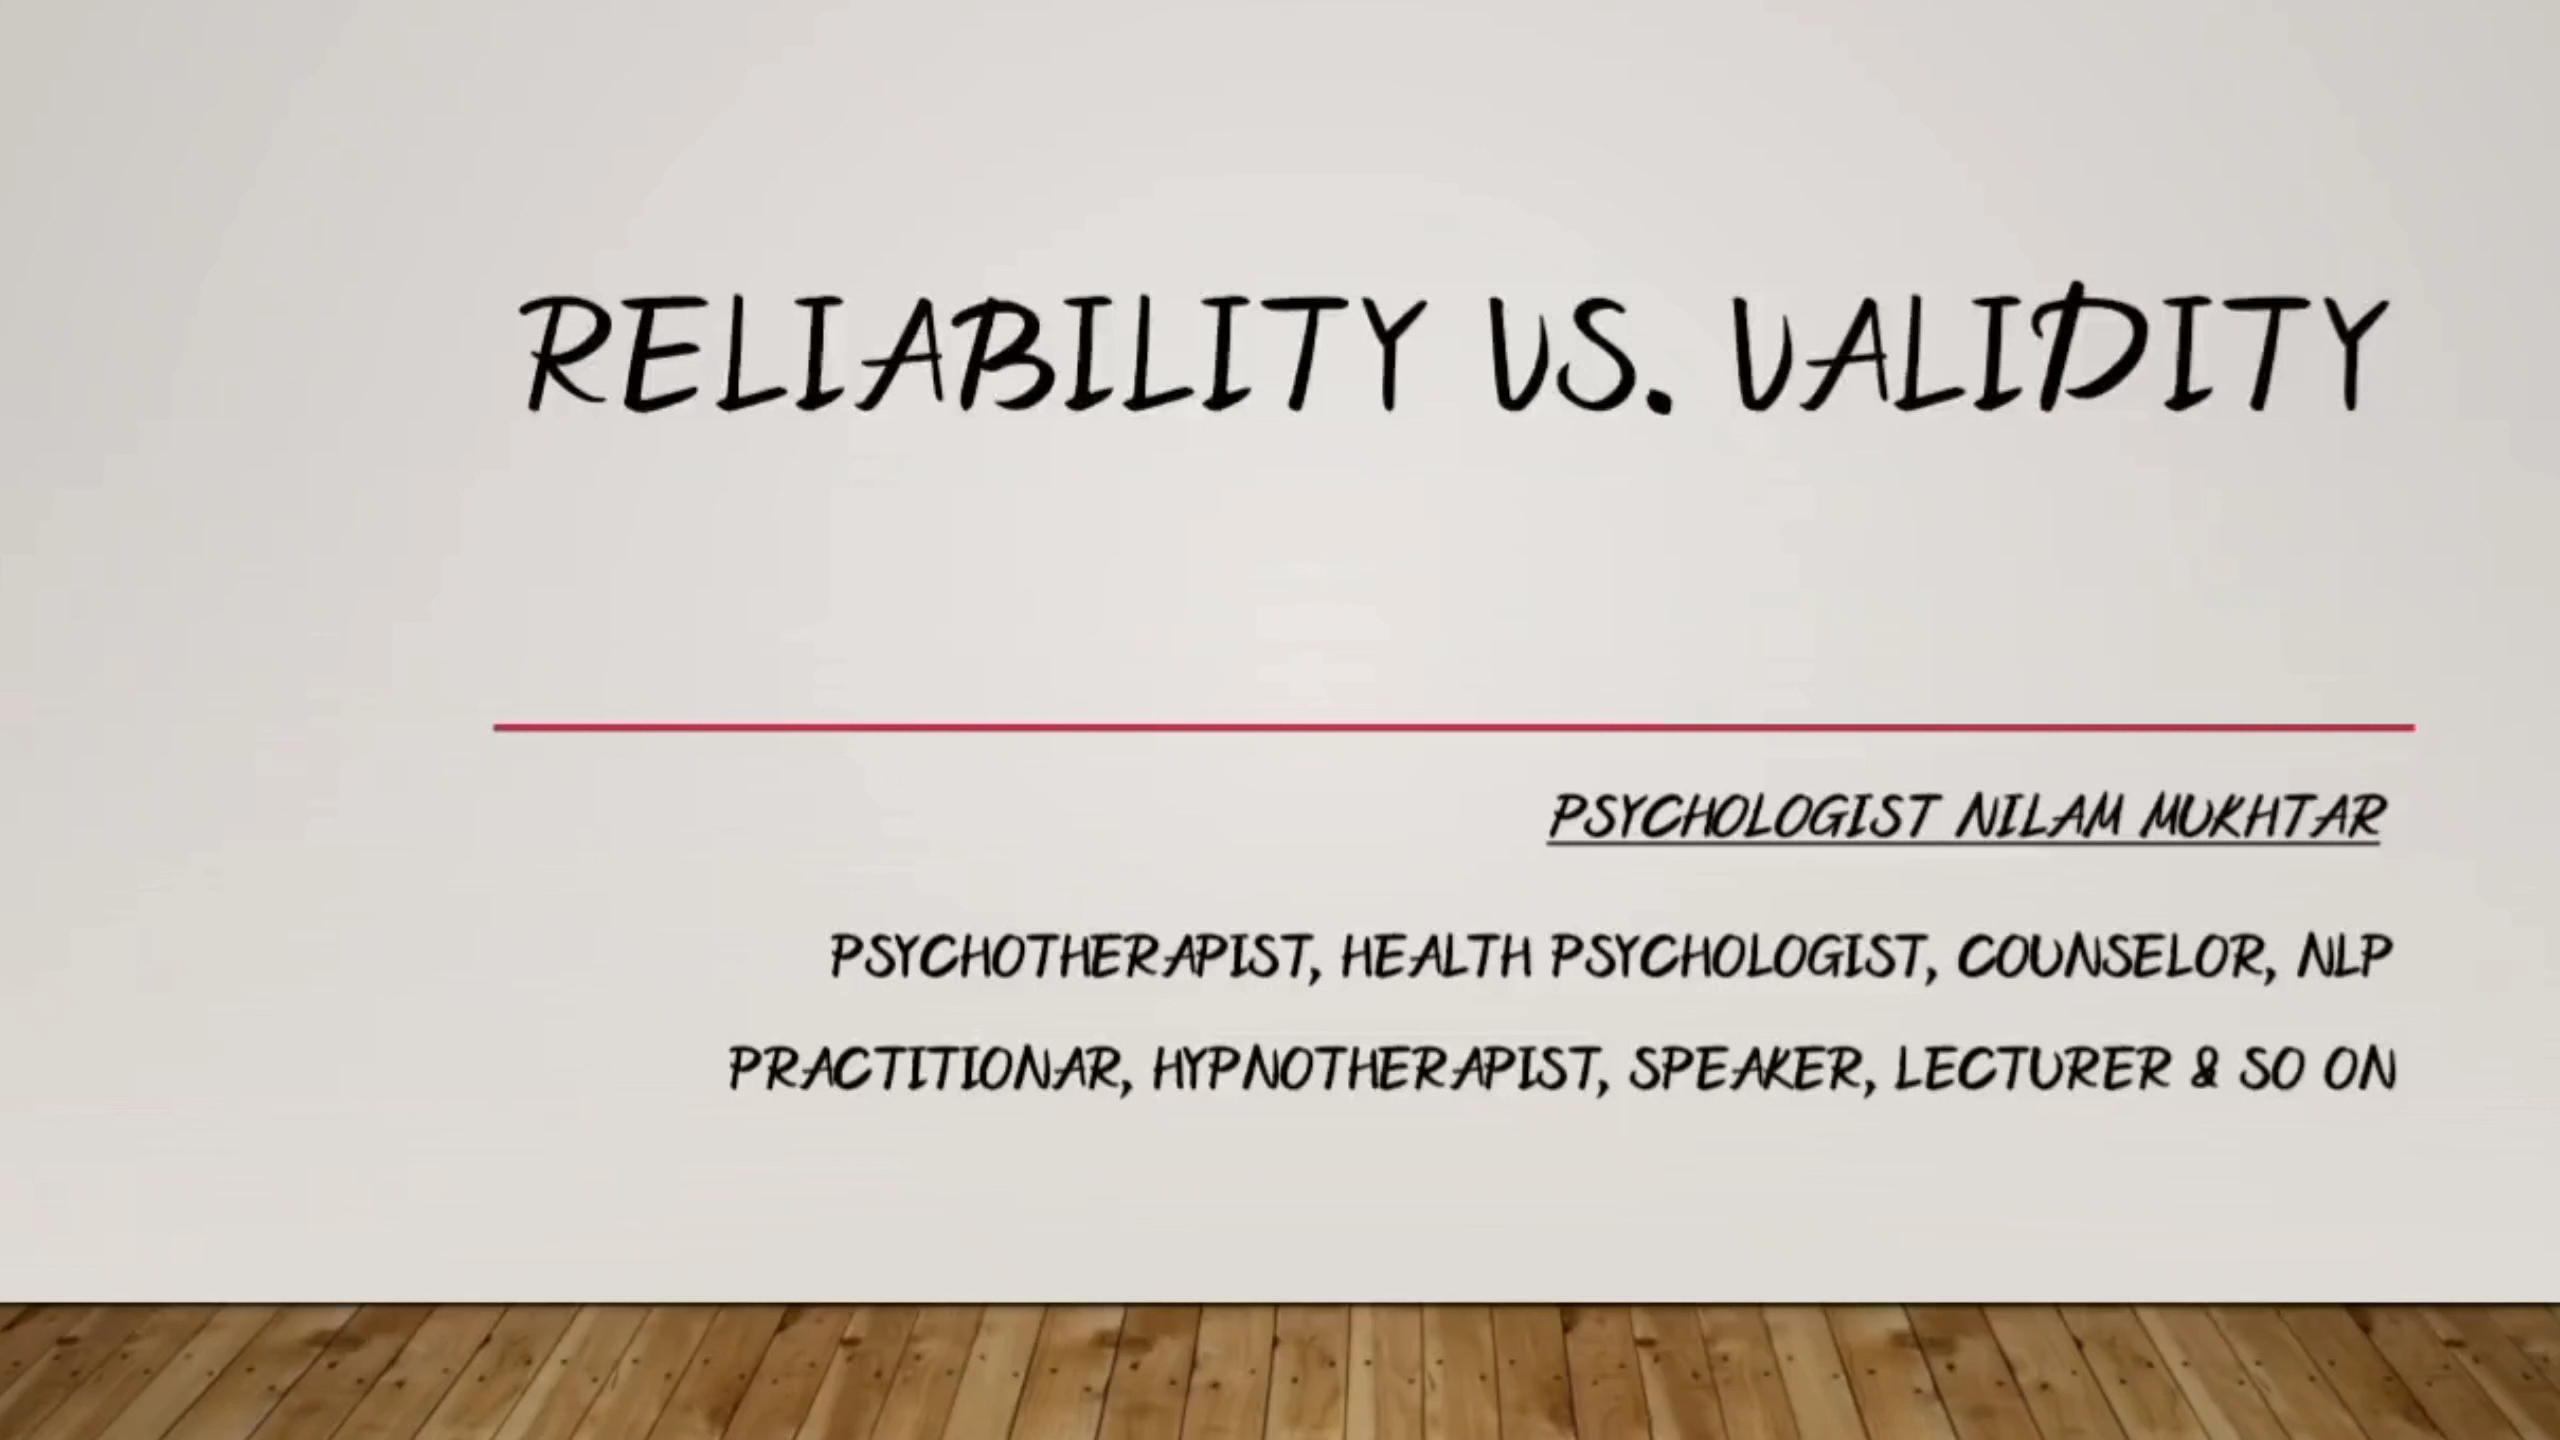 RELIABILITY VS. VALIDITY
PSYCHOLOGIST NILAM MUKHTAR
PSYCHOTHERAPIST, HEALTH PSYCHOLOGIST, COUNSELOR, NLP
PRACTITIONAR, HYPNOTHERAPIST, SPEAKER, LECTURER & SO ON